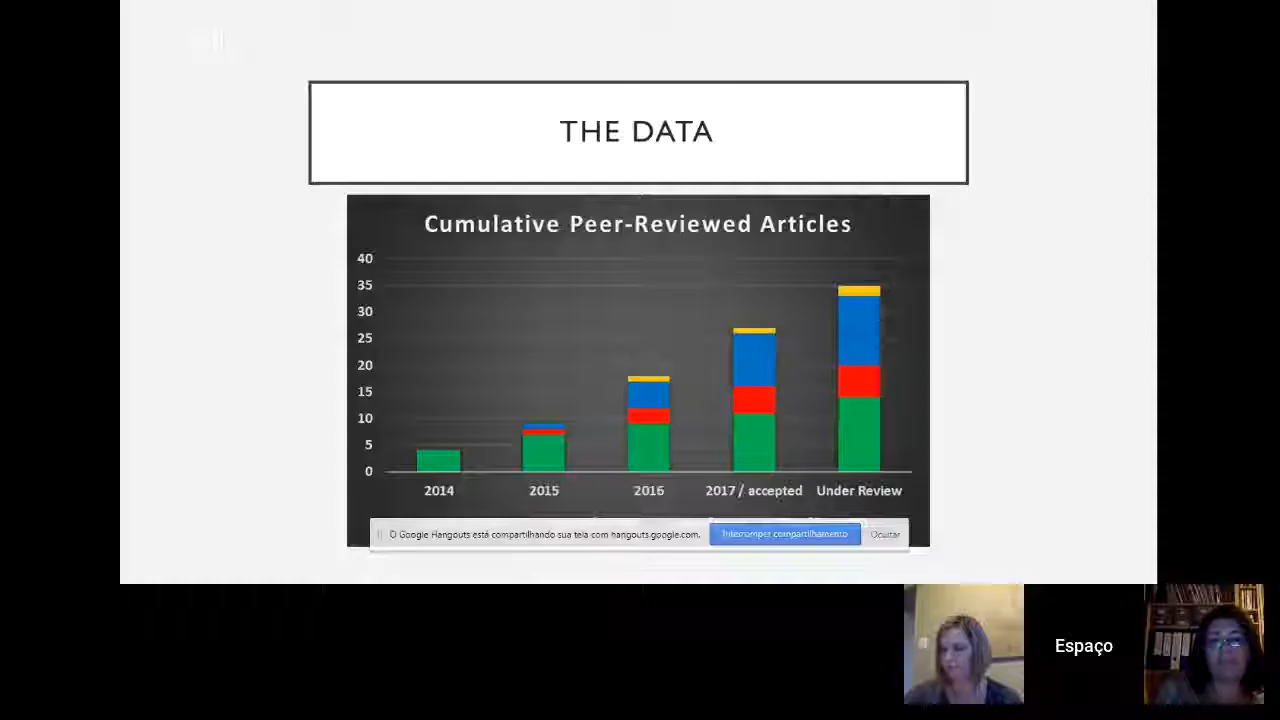 THE DATA
Cumulative Peer-Reviewed Articles
40
35
30
25
20
15
10
5
0
2014 2015 2016 2017 / accepted Under Review
O Google Hangouts está compartilhando sua tela com hangouts.google.com. Interromper compartilhamento Ocultar
Espaço